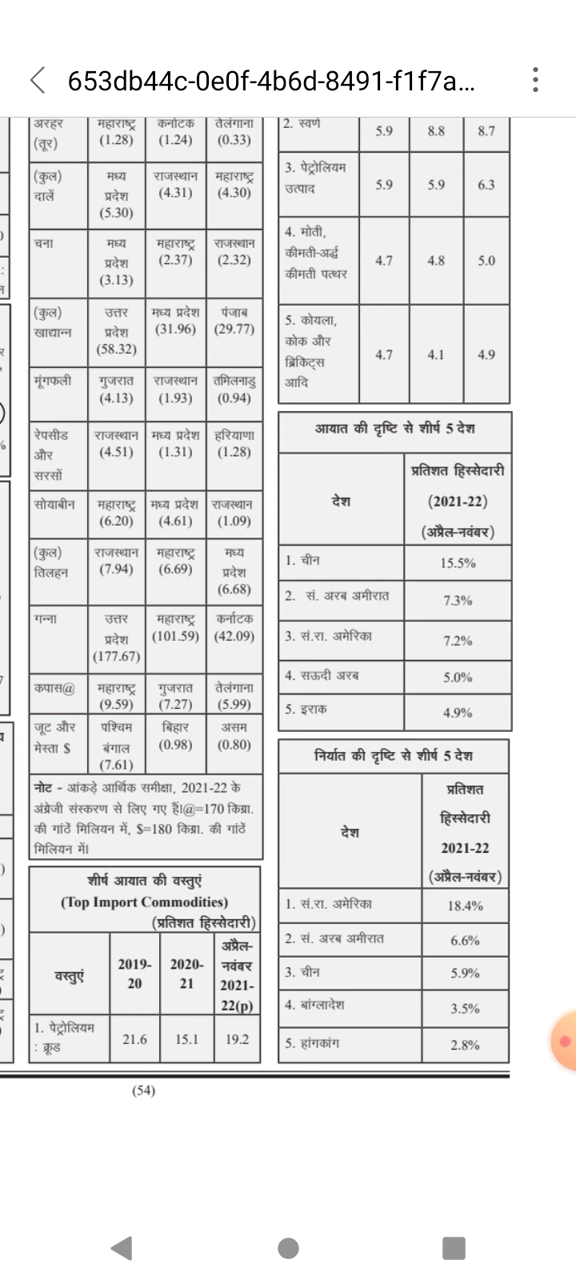 653db44c-0e0f-4b6d-8491-f1f7a...
अरहर महाराष्ट्र कर्नाटक तेलंगाना
(तूर) (1.28) (1.24) (0.33)
(कुल) मध्य राजस्थान महाराष्ट्र
दालें प्रदेश (4.31) (4.30)
(5.30)
चना मध्य महाराष्ट्र राजस्थान
प्रदेश (2.37) (2.32)
(3.13)
(कुल) उत्तर मध्य प्रदेश पंजाब
खाद्यान्न प्रदेश (31.96) (29.77)
(58.32)
मूंगफली गुजरात राजस्थान तमिलनाडु
(4.13) (1.93) (0.94)
रेपसीड राजस्थान मध्य प्रदेश हरियाणा
और (4.51) (1.31) (1.28)
सरसों
सोयाबीन महाराष्ट्र मध्य प्रदेश राजस्थान
(6.20) (4.61) (1.09)
(कुल) राजस्थान महाराष्ट्र मध्य
तिलहन (7.94) (6.69) प्रदेश
(6.68)
गन्ना उत्तर महाराष्ट्र कर्नाटक
प्रदेश (101.59) (42.09)
(177.67)
कपास@ महाराष्ट्र गुजरात तेलंगाना
(9.59) (7.27) (5.99)
जूट और पश्चिम बिहार असम
मेस्ता $ बंगाल (0.98) (0.80)
(7.61)
नोट - आंकड़े आर्थिक समीक्षा, 2021-22 के
अंग्रेजी संस्करण से लिए गए हैं।@=170 किग्रा.
की गांठें मिलियन में, $=180 किग्रा. की गांठें
मिलियन में।
शीर्ष आयात की वस्तुएं
(Top Import Commodities)
(प्रतिशत हिस्सेदारी)
वस्तुएं 2019-20 2020-21 अप्रैल-नवंबर 2021-22(p)
1. पेट्रोलियम
: क्रूड 21.6 15.1 19.2
2. स्वर्ण 5.9 8.8 8.7
3. पेट्रोलियम
उत्पाद 5.9 5.9 6.3
4. मोती,
कीमती-अर्द्ध 4.7 4.8 5.0
कीमती पत्थर
5. कोयला,
कोक और 4.7 4.1 4.9
ब्रिकिट्स
आदि
आयात की दृष्टि से शीर्ष 5 देश
प्रतिशत हिस्सेदारी
देश (2021-22)
(अप्रैल-नवंबर)
1. चीन 15.5%
2. सं. अरब अमीरात 7.3%
3. सं.रा. अमेरिका 7.2%
4. सऊदी अरब 5.0%
5. इराक 4.9%
निर्यात की दृष्टि से शीर्ष 5 देश
प्रतिशत
हिस्सेदारी
देश 2021-22
(अप्रैल-नवंबर)
1. सं.रा. अमेरिका 18.4%
2. सं. अरब अमीरात 6.6%
3. चीन 5.9%
4. बांग्लादेश 3.5%
5. हांगकांग 2.8%
(54)